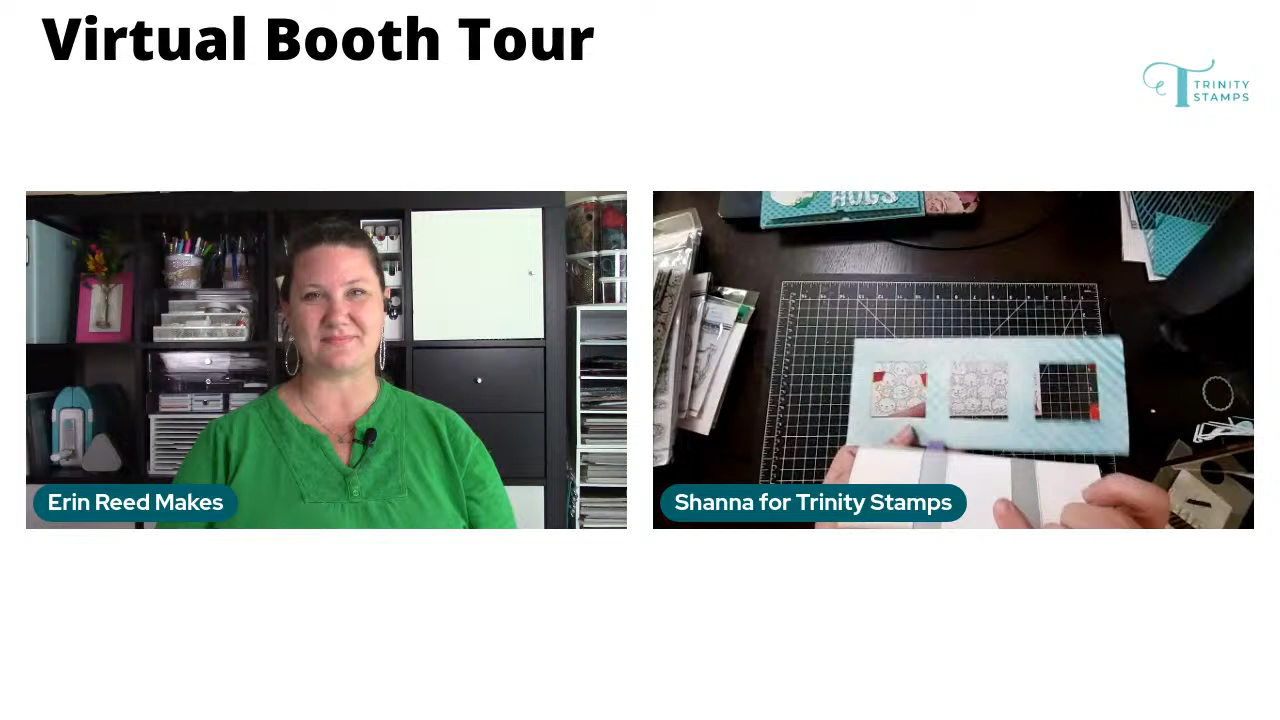 Virtual Booth Tour
TRINITY
STAMPS
HUGS
Erin Reed Makes
Shanna for Trinity Stamps